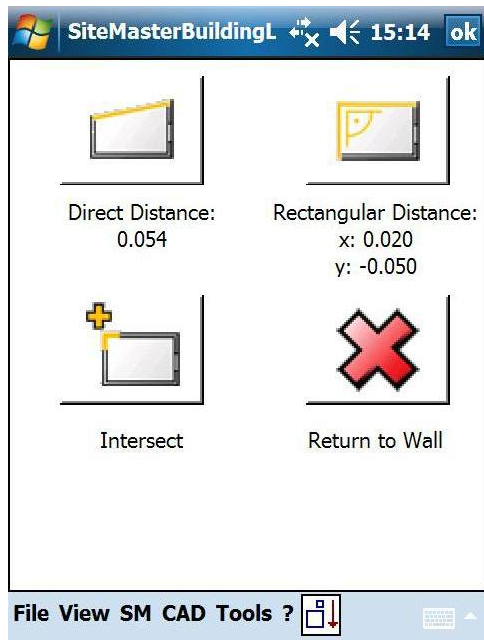 SiteMasterBuildingL 15:14 ok
Direct Distance:
0.054
Rectangular Distance:
x: 0.020
y: -0.050
Intersect
Return to Wall
File View SM CAD Tools ?